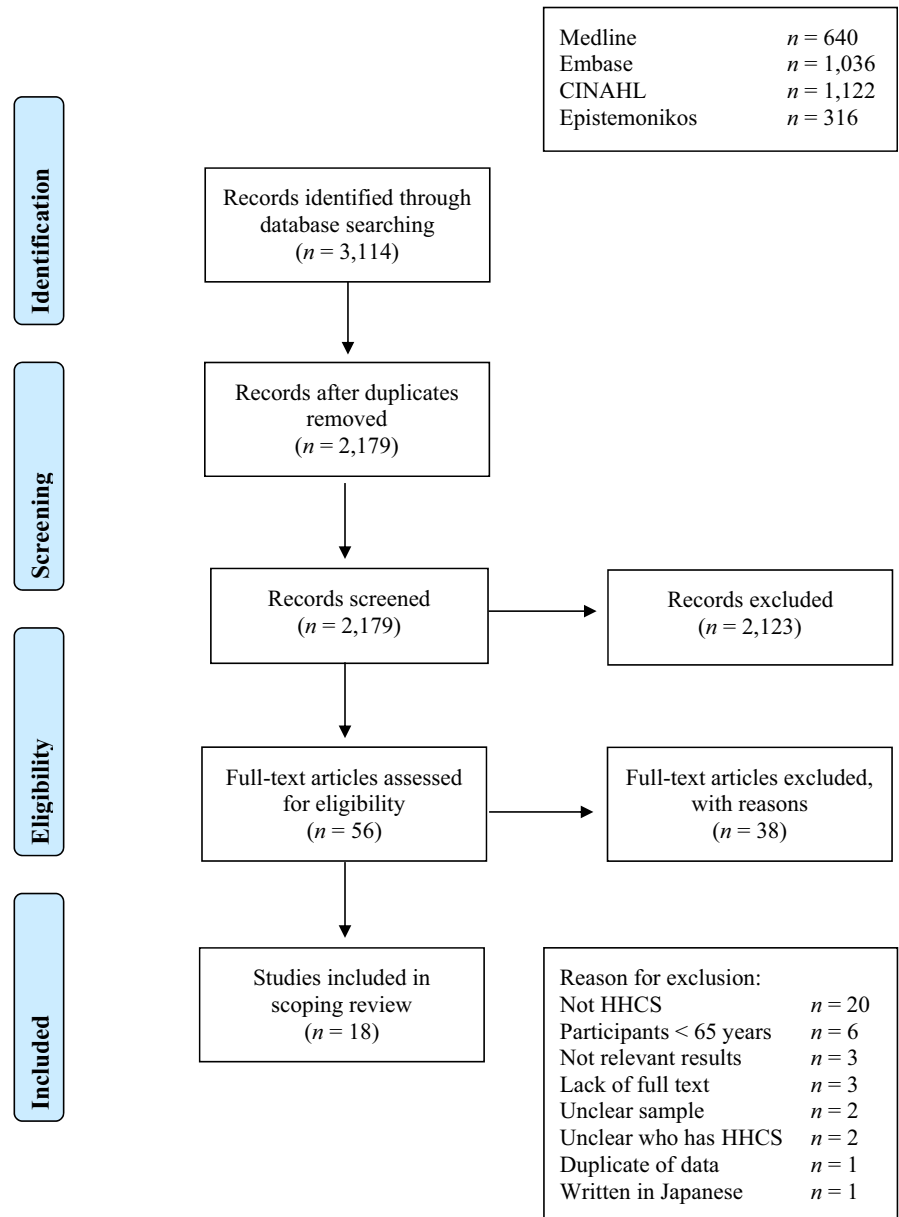 Medline n = 640
Embase n = 1,036
CINAHL n = 1,122
Epistemonikos n = 316
Identification
Records identified through
database searching
(n = 3,114)
Screening
Records after duplicates
removed
(n = 2,179)
Records screened
(n = 2,179)
Records excluded
(n = 2,123)
Eligibility
Full-text articles assessed
for eligibility
(n = 56)
Full-text articles excluded,
with reasons
(n = 38)
Included
Studies included in
scoping review
(n = 18)
Reason for exclusion:
Not HHCS n = 20
Participants < 65 years n = 6
Not relevant results n = 3
Lack of full text n = 3
Unclear sample n = 2
Unclear who has HHCS n = 2
Duplicate of data n = 1
Written in Japanese n = 1